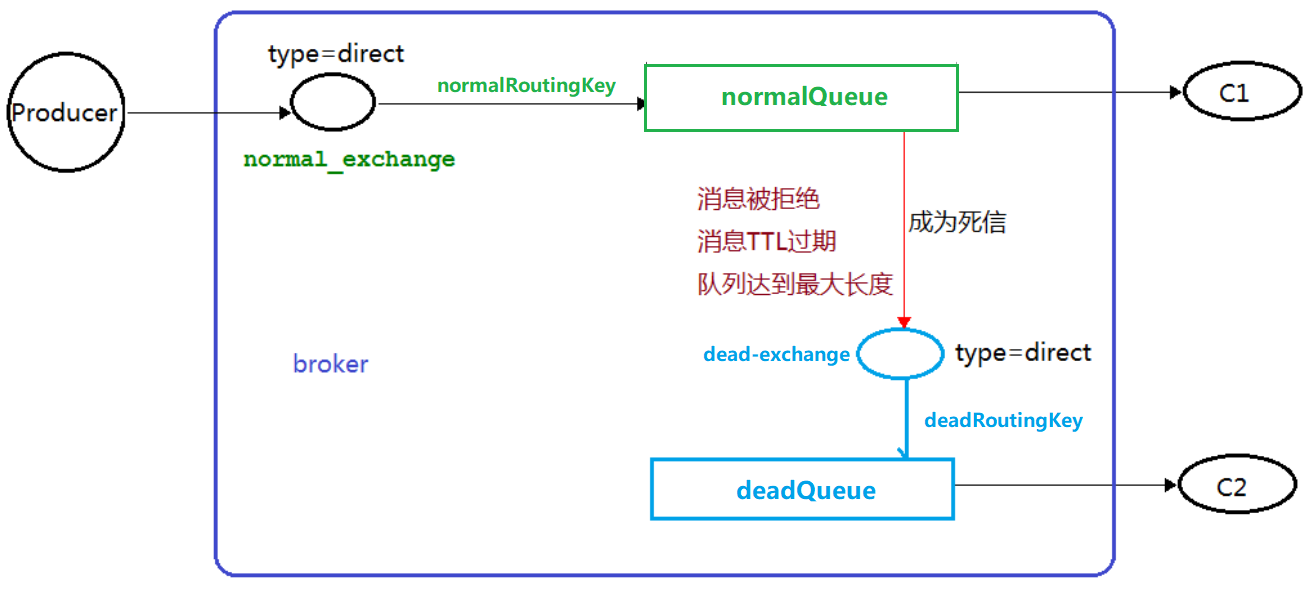 type=direct
Producer
normalRoutingKey
normalQueue
C1
normal_exchange
消息被拒绝
消息TTL过期
队列达到最大长度
成为死信
broker
dead-exchange
type=direct
deadRoutingKey
deadQueue
C2